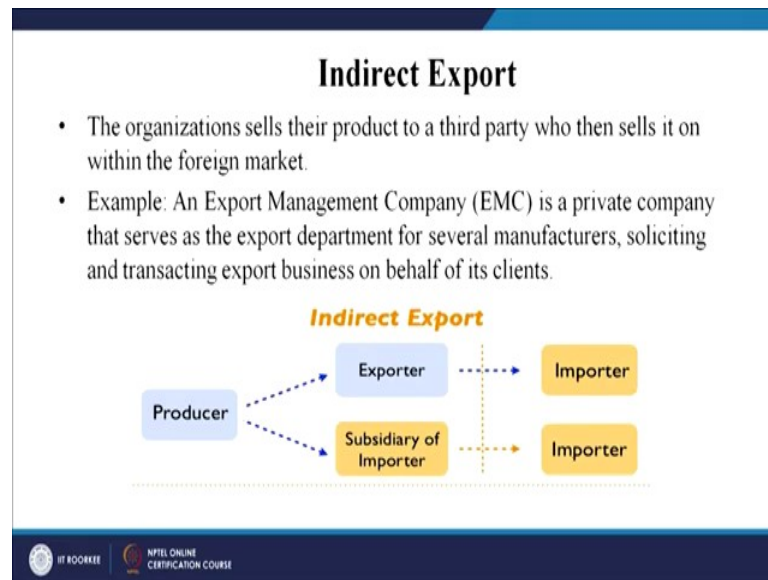 Indirect Export
• The organizations sells their product to a third party who then sells it on
within the foreign market.
• Example: An Export Management Company (EMC) is a private company
that serves as the export department for several manufacturers, soliciting
and transacting export business on behalf of its clients.
Indirect Export
Producer
Exporter
Importer
Subsidiary of
Importer
Importer
IIT ROORKEE
NPTEL ONLINE
CERTIFICATION COURSE